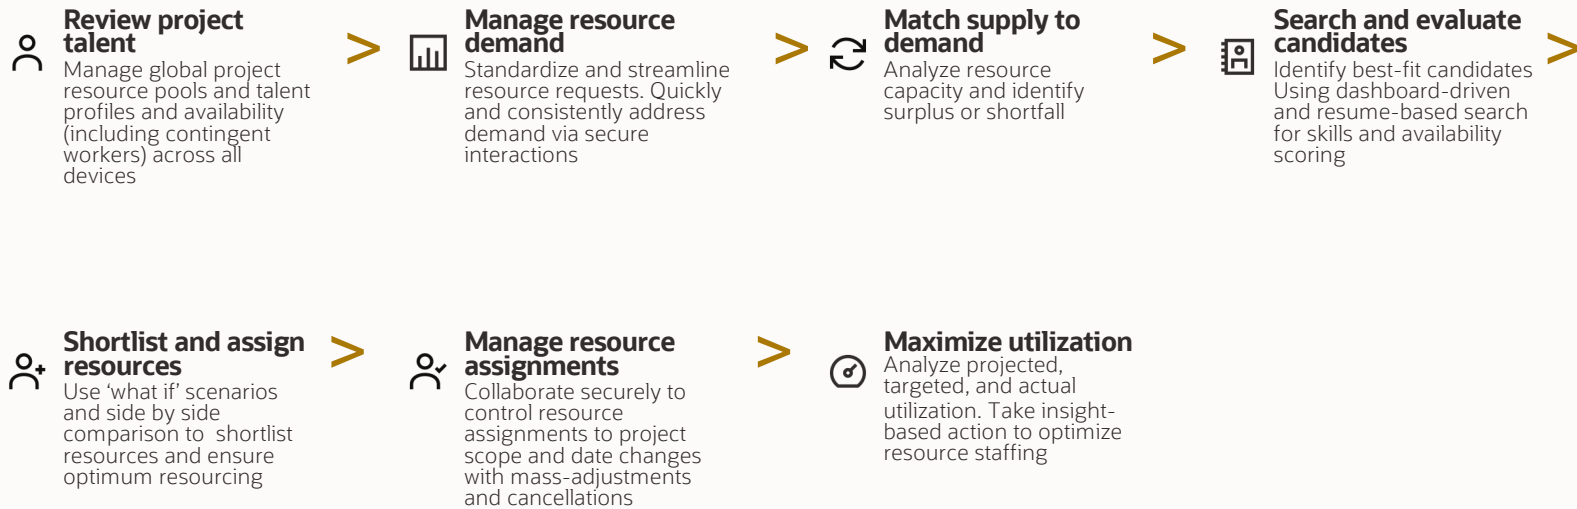 Review project
talent
Manage global project
resource pools and talent
profiles and availability
(including contingent
workers) across all
devices
>
Manage resource
demand
Standardize and streamline
resource requests. Quickly
and consistently address
demand via secure
interactions
>
Match supply to
demand
Analyze resource
capacity and identify
surplus or shortfall
>
Search and evaluate
candidates
Identify best-fit candidates
Using dashboard-driven
and resume-based search
for skills and availability
scoring
>
Shortlist and assign
resources
Use ‘what if’ scenarios
and side by side
comparison to  shortlist
resources and ensure
optimum resourcing
>
Manage resource
assignments
Collaborate securely to
control resource
assignments to project
scope and date changes
with mass-adjustments
and cancellations
>
Maximize utilization
Analyze projected,
targeted, and actual
utilization. Take insight-
based action to optimize
resource staffing